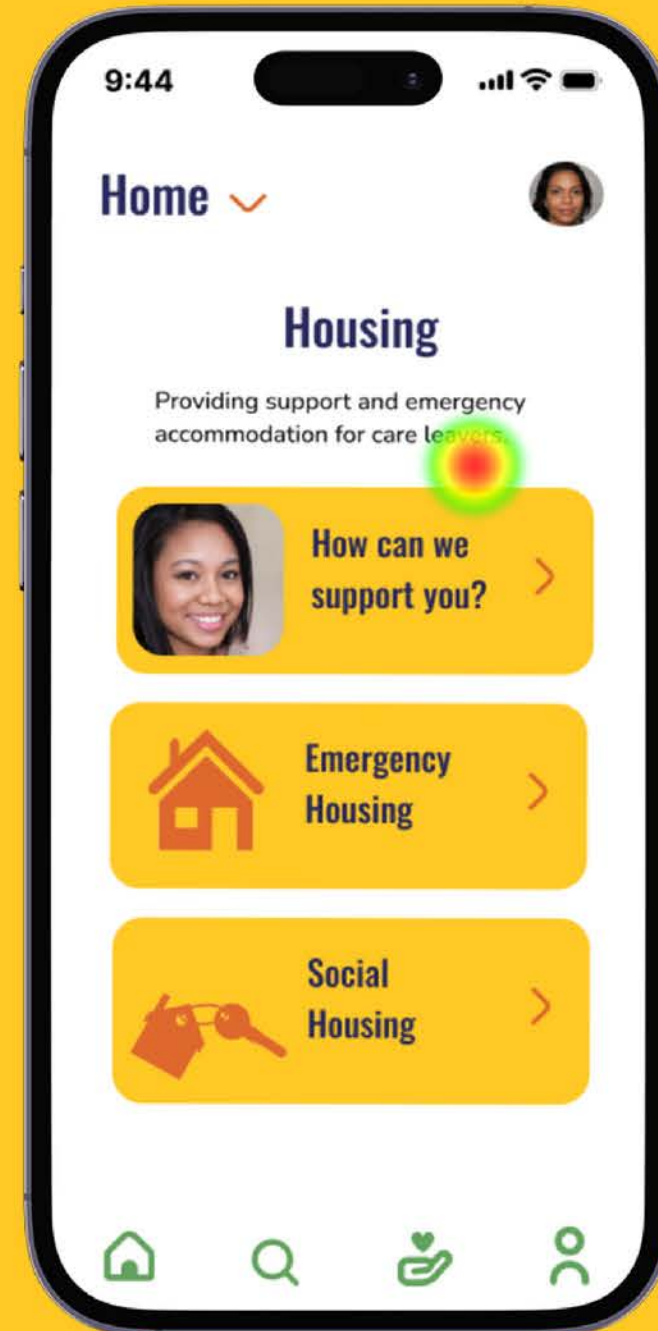 9:44
Home
Housing
Providing support and emergency
accommodation for care leavers.
How can we
support you?
Emergency
Housing
Social
Housing